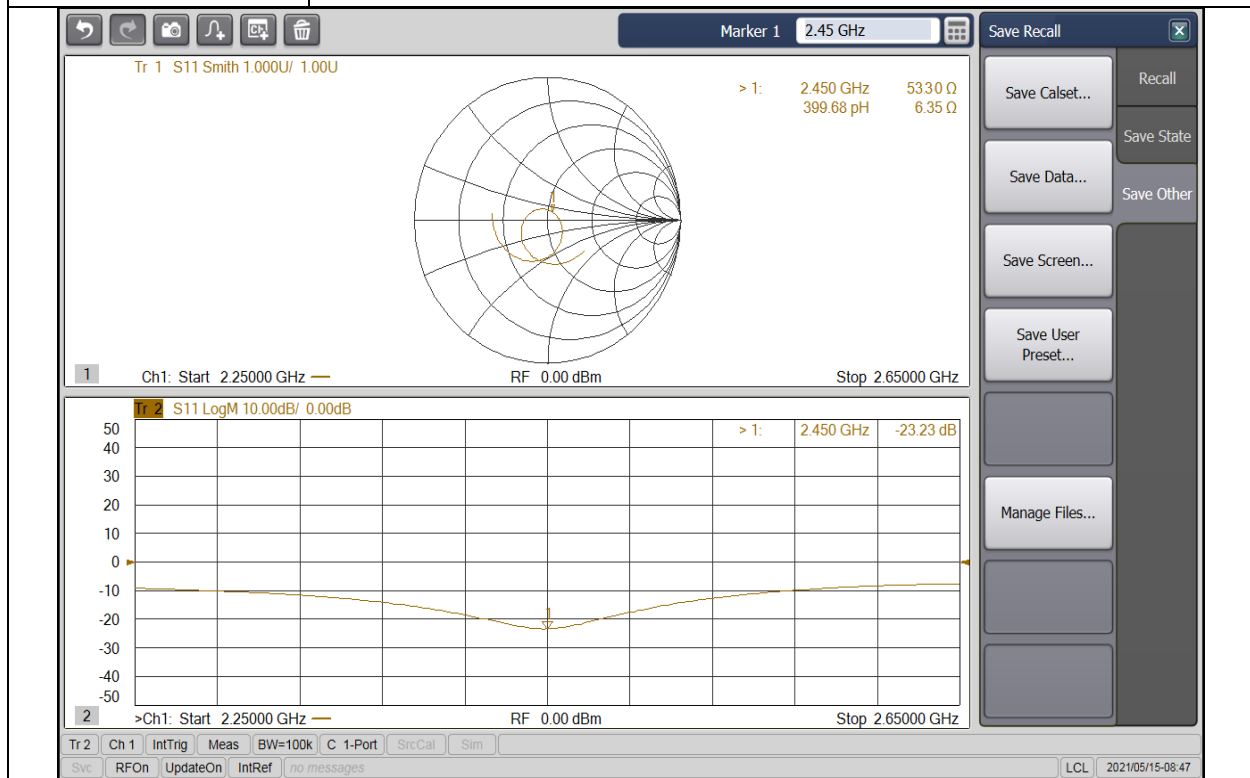 Marker 1 2.45 GHz
Save Recall
Tr 1 S11 Smith 1.000U/ 1.00U
> 1: 2.450 GHz 53.30 Ω
399.68 pH 6.35 Ω
1
Ch1: Start 2.25000 GHz
RF 0.00 dBm
Stop 2.65000 GHz
Tr 2 S11 LogM 10.00dB/ 0.00dB
> 1: 2.450 GHz -23.23 dB
50
40
30
20
10
0
-10
-20
-30
-40
-50
1
2
>Ch1: Start 2.25000 GHz
RF 0.00 dBm
Stop 2.65000 GHz
Save Calset...
Save Data...
Save Screen...
Save User
Preset...
Manage Files...
Recall
Save State
Save Other
Tr 2 Ch 1 IntTrig Meas BW=100k C 1-Port SrcCal Sim
Svc RFOn UpdateOn IntRef no messages LCL 2021/05/15-08:47